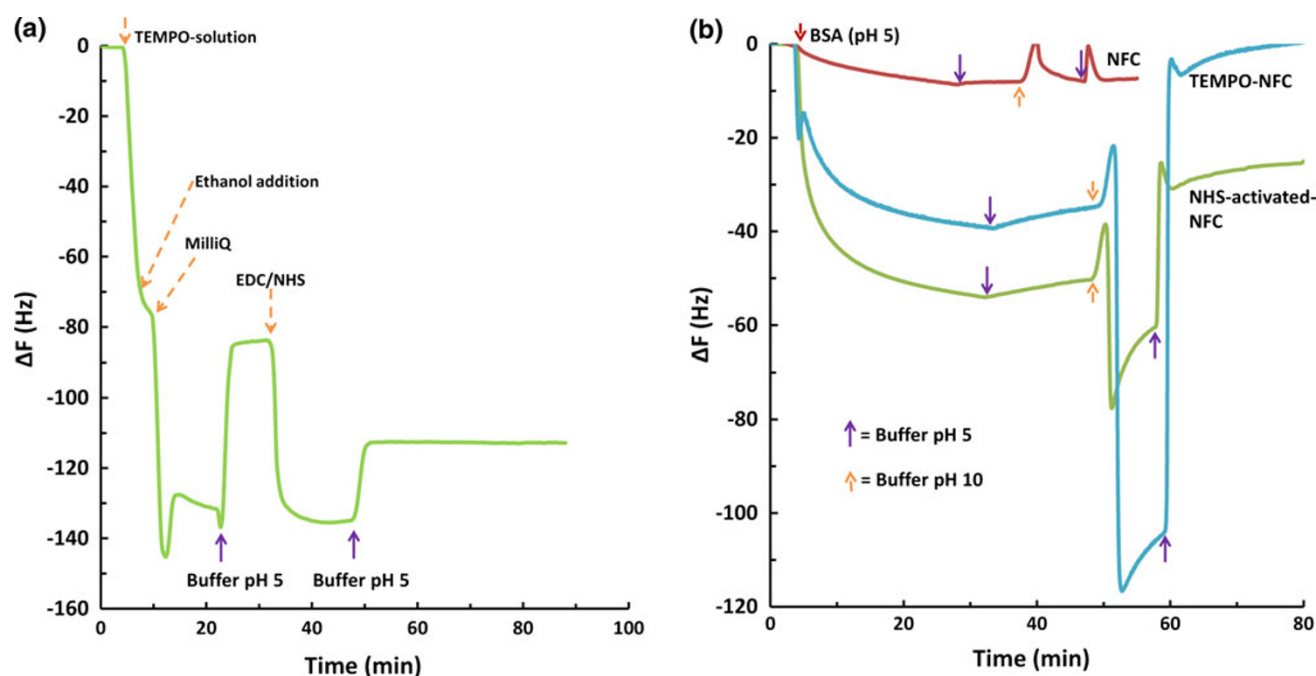 (a)
TEMPO-solution
Ethanol addition
MilliQ
EDC/NHS
Buffer pH 5
Buffer pH 5
0
-20
-40
-60
-80
-100
-120
-140
-160
ΔF (Hz)
0 20 40 60 80 100
Time (min)
(b)
BSA (pH 5)
NFC
TEMPO-NFC
NHS-activated-
NFC
= Buffer pH 5
= Buffer pH 10
0
-20
-40
-60
-80
-100
-120
ΔF (Hz)
0 20 40 60 80
Time (min)